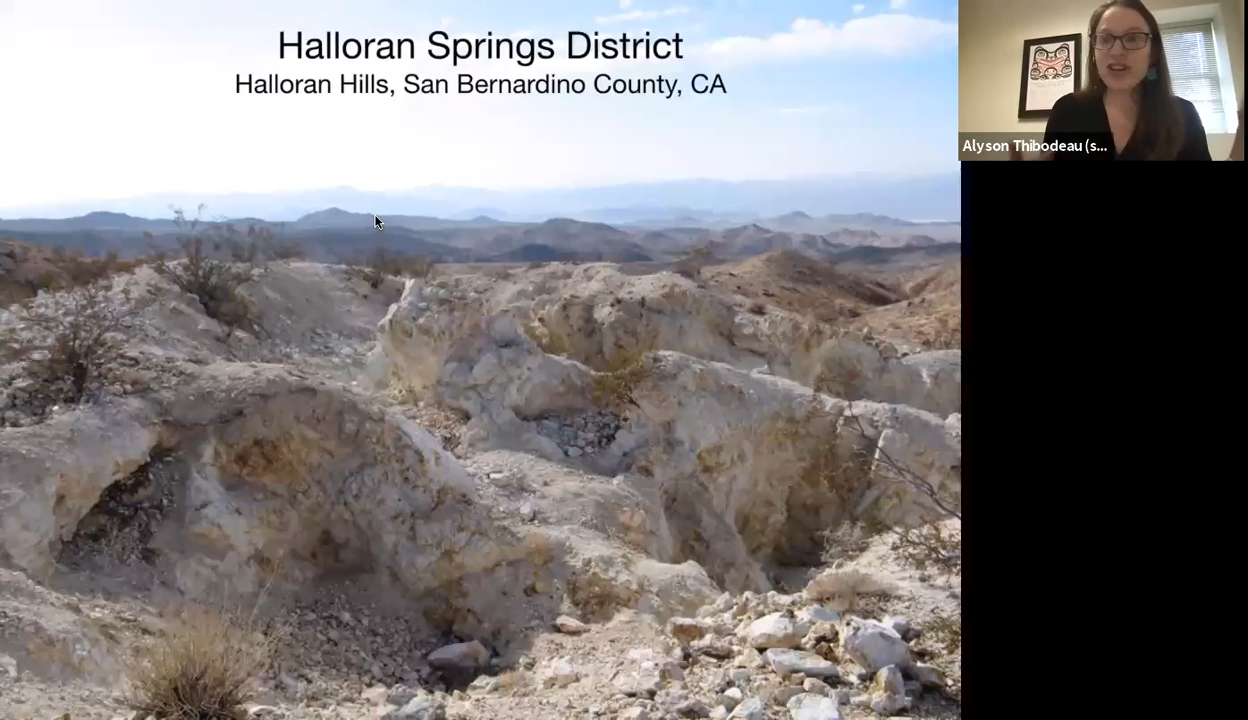 Halloran Springs District
Halloran Hills, San Bernardino County, CA
Alyson Thibodeau (s...